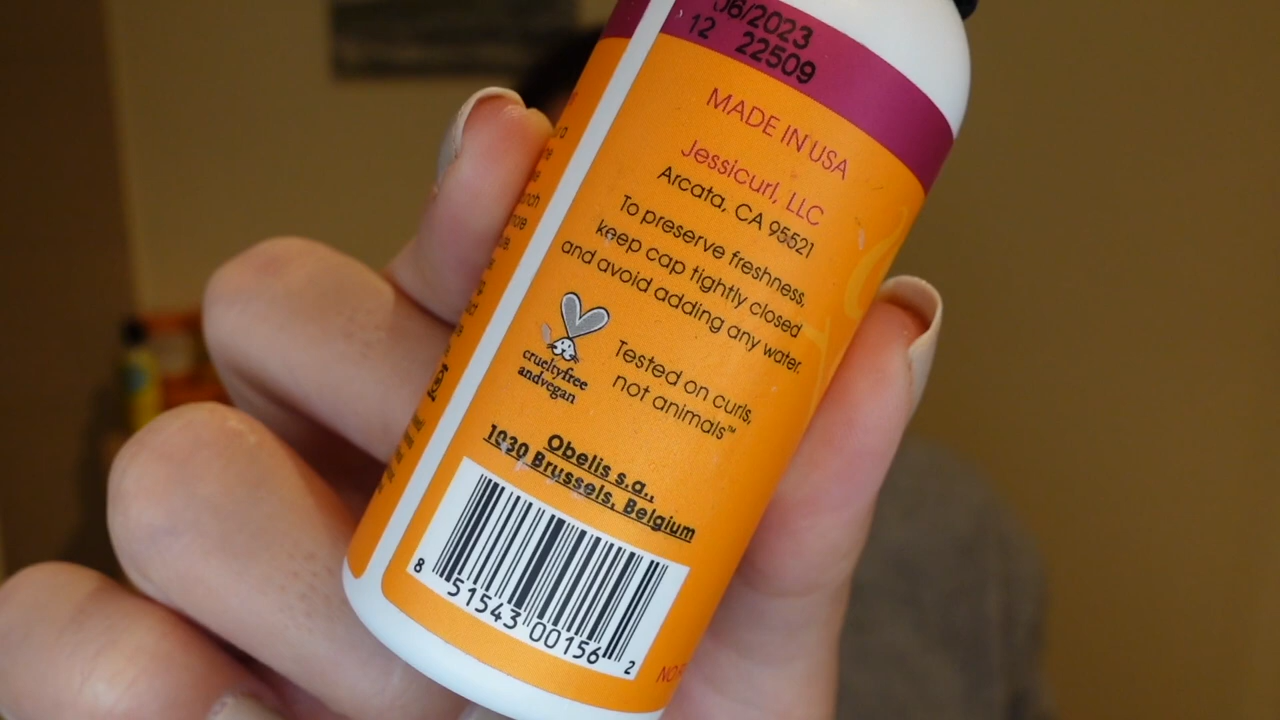 06/2023
12 22509
MADE IN USA
Jessicurl, LLC
Arcata, CA 95521
To preserve freshness,
keep cap tightly closed
and avoid adding any water.
crueltyfree
andvegan
Tested on curls,
not animals™
Obelis s.a.,
1030 Brussels, Belgium
8 51543 00156 2